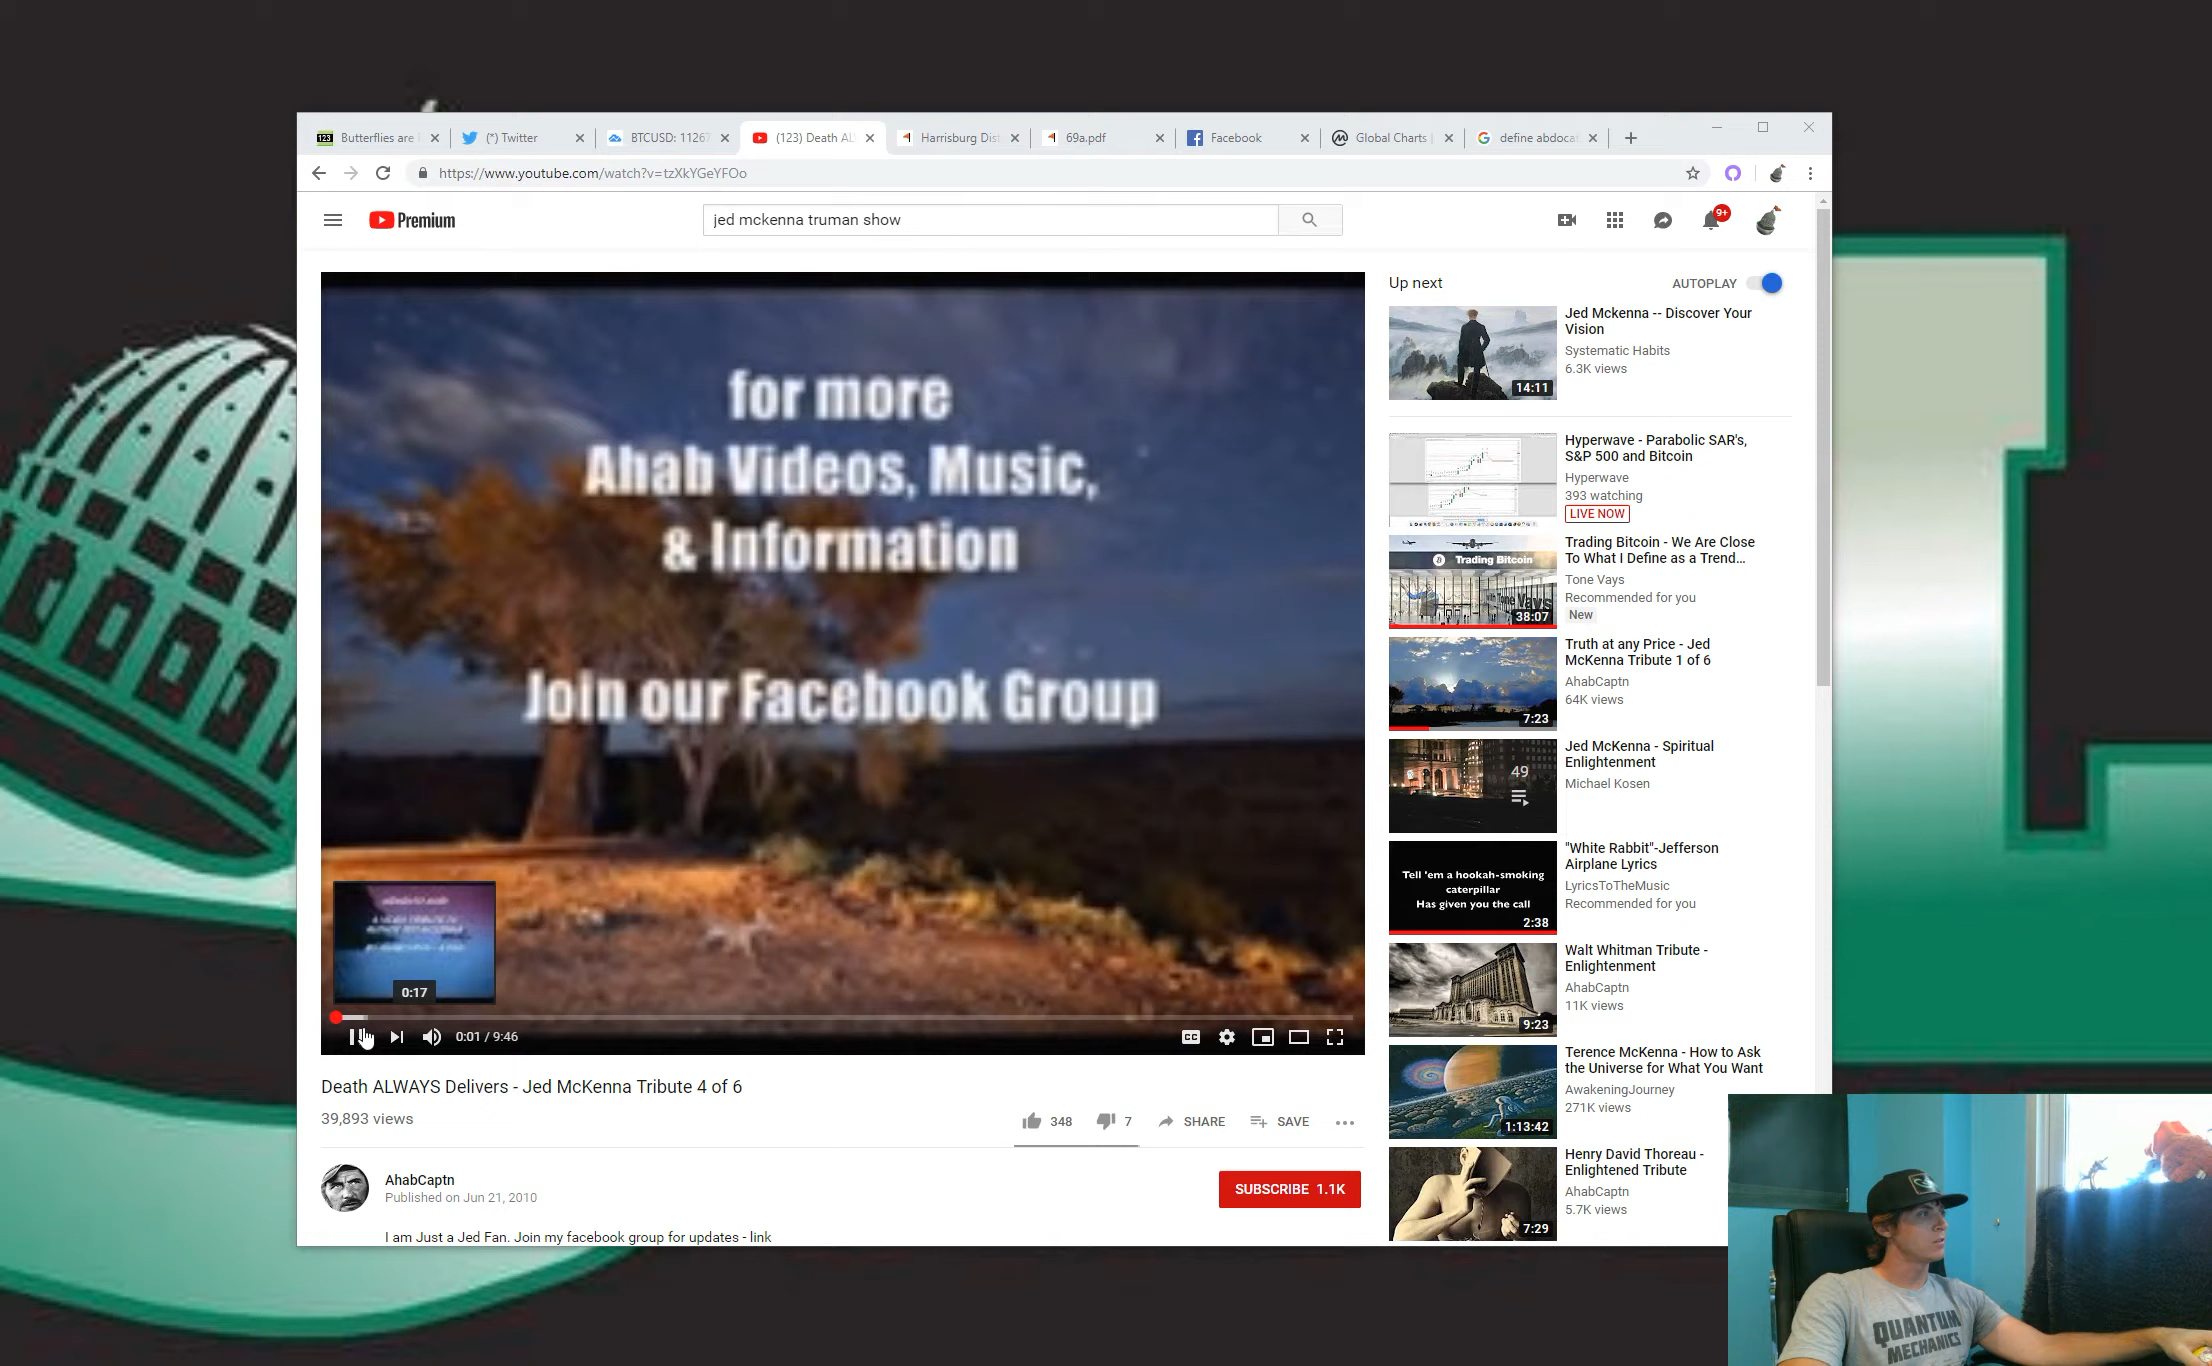 Butterflies are
(*) Twitter
BTCUSD: 11267
(123) Death AL
Harrisburg Dist
69a.pdf
Facebook
Global Charts |
define abdocat
https://www.youtube.com/watch?v=tzXkYGeYFOo
Premium
jed mckenna truman show
9+
for more
Ahab Videos, Music,
& Information
Join our Facebook Group
0:17
0:01 / 9:46
CC
Death ALWAYS Delivers - Jed McKenna Tribute 4 of 6
39,893 views
348
7
SHARE
SAVE
AhabCaptn
Published on Jun 21, 2010
SUBSCRIBE 1.1K
I am Just a Jed Fan. Join my facebook group for updates - link
Up next
AUTOPLAY
14:11
Jed Mckenna -- Discover Your
Vision
Systematic Habits
6.3K views
Hyperwave - Parabolic SAR's,
S&P 500 and Bitcoin
Hyperwave
393 watching
LIVE NOW
Trading Bitcoin
with Tone Vays
38:07
Trading Bitcoin - We Are Close
To What I Define as a Trend...
Tone Vays
Recommended for you
New
7:23
Truth at any Price - Jed
McKenna Tribute 1 of 6
AhabCaptn
64K views
49
Jed McKenna - Spiritual
Enlightenment
Michael Kosen
Tell 'em a hookah-smoking
caterpillar
Has given you the call
2:38
"White Rabbit"-Jefferson
Airplane Lyrics
LyricsToTheMusic
Recommended for you
9:23
Walt Whitman Tribute -
Enlightenment
AhabCaptn
11K views
1:13:42
Terence McKenna - How to Ask
the Universe for What You Want
AwakeningJourney
271K views
7:29
Henry David Thoreau -
Enlightened Tribute
AhabCaptn
5.7K views
QUANTUM
MECHANICS